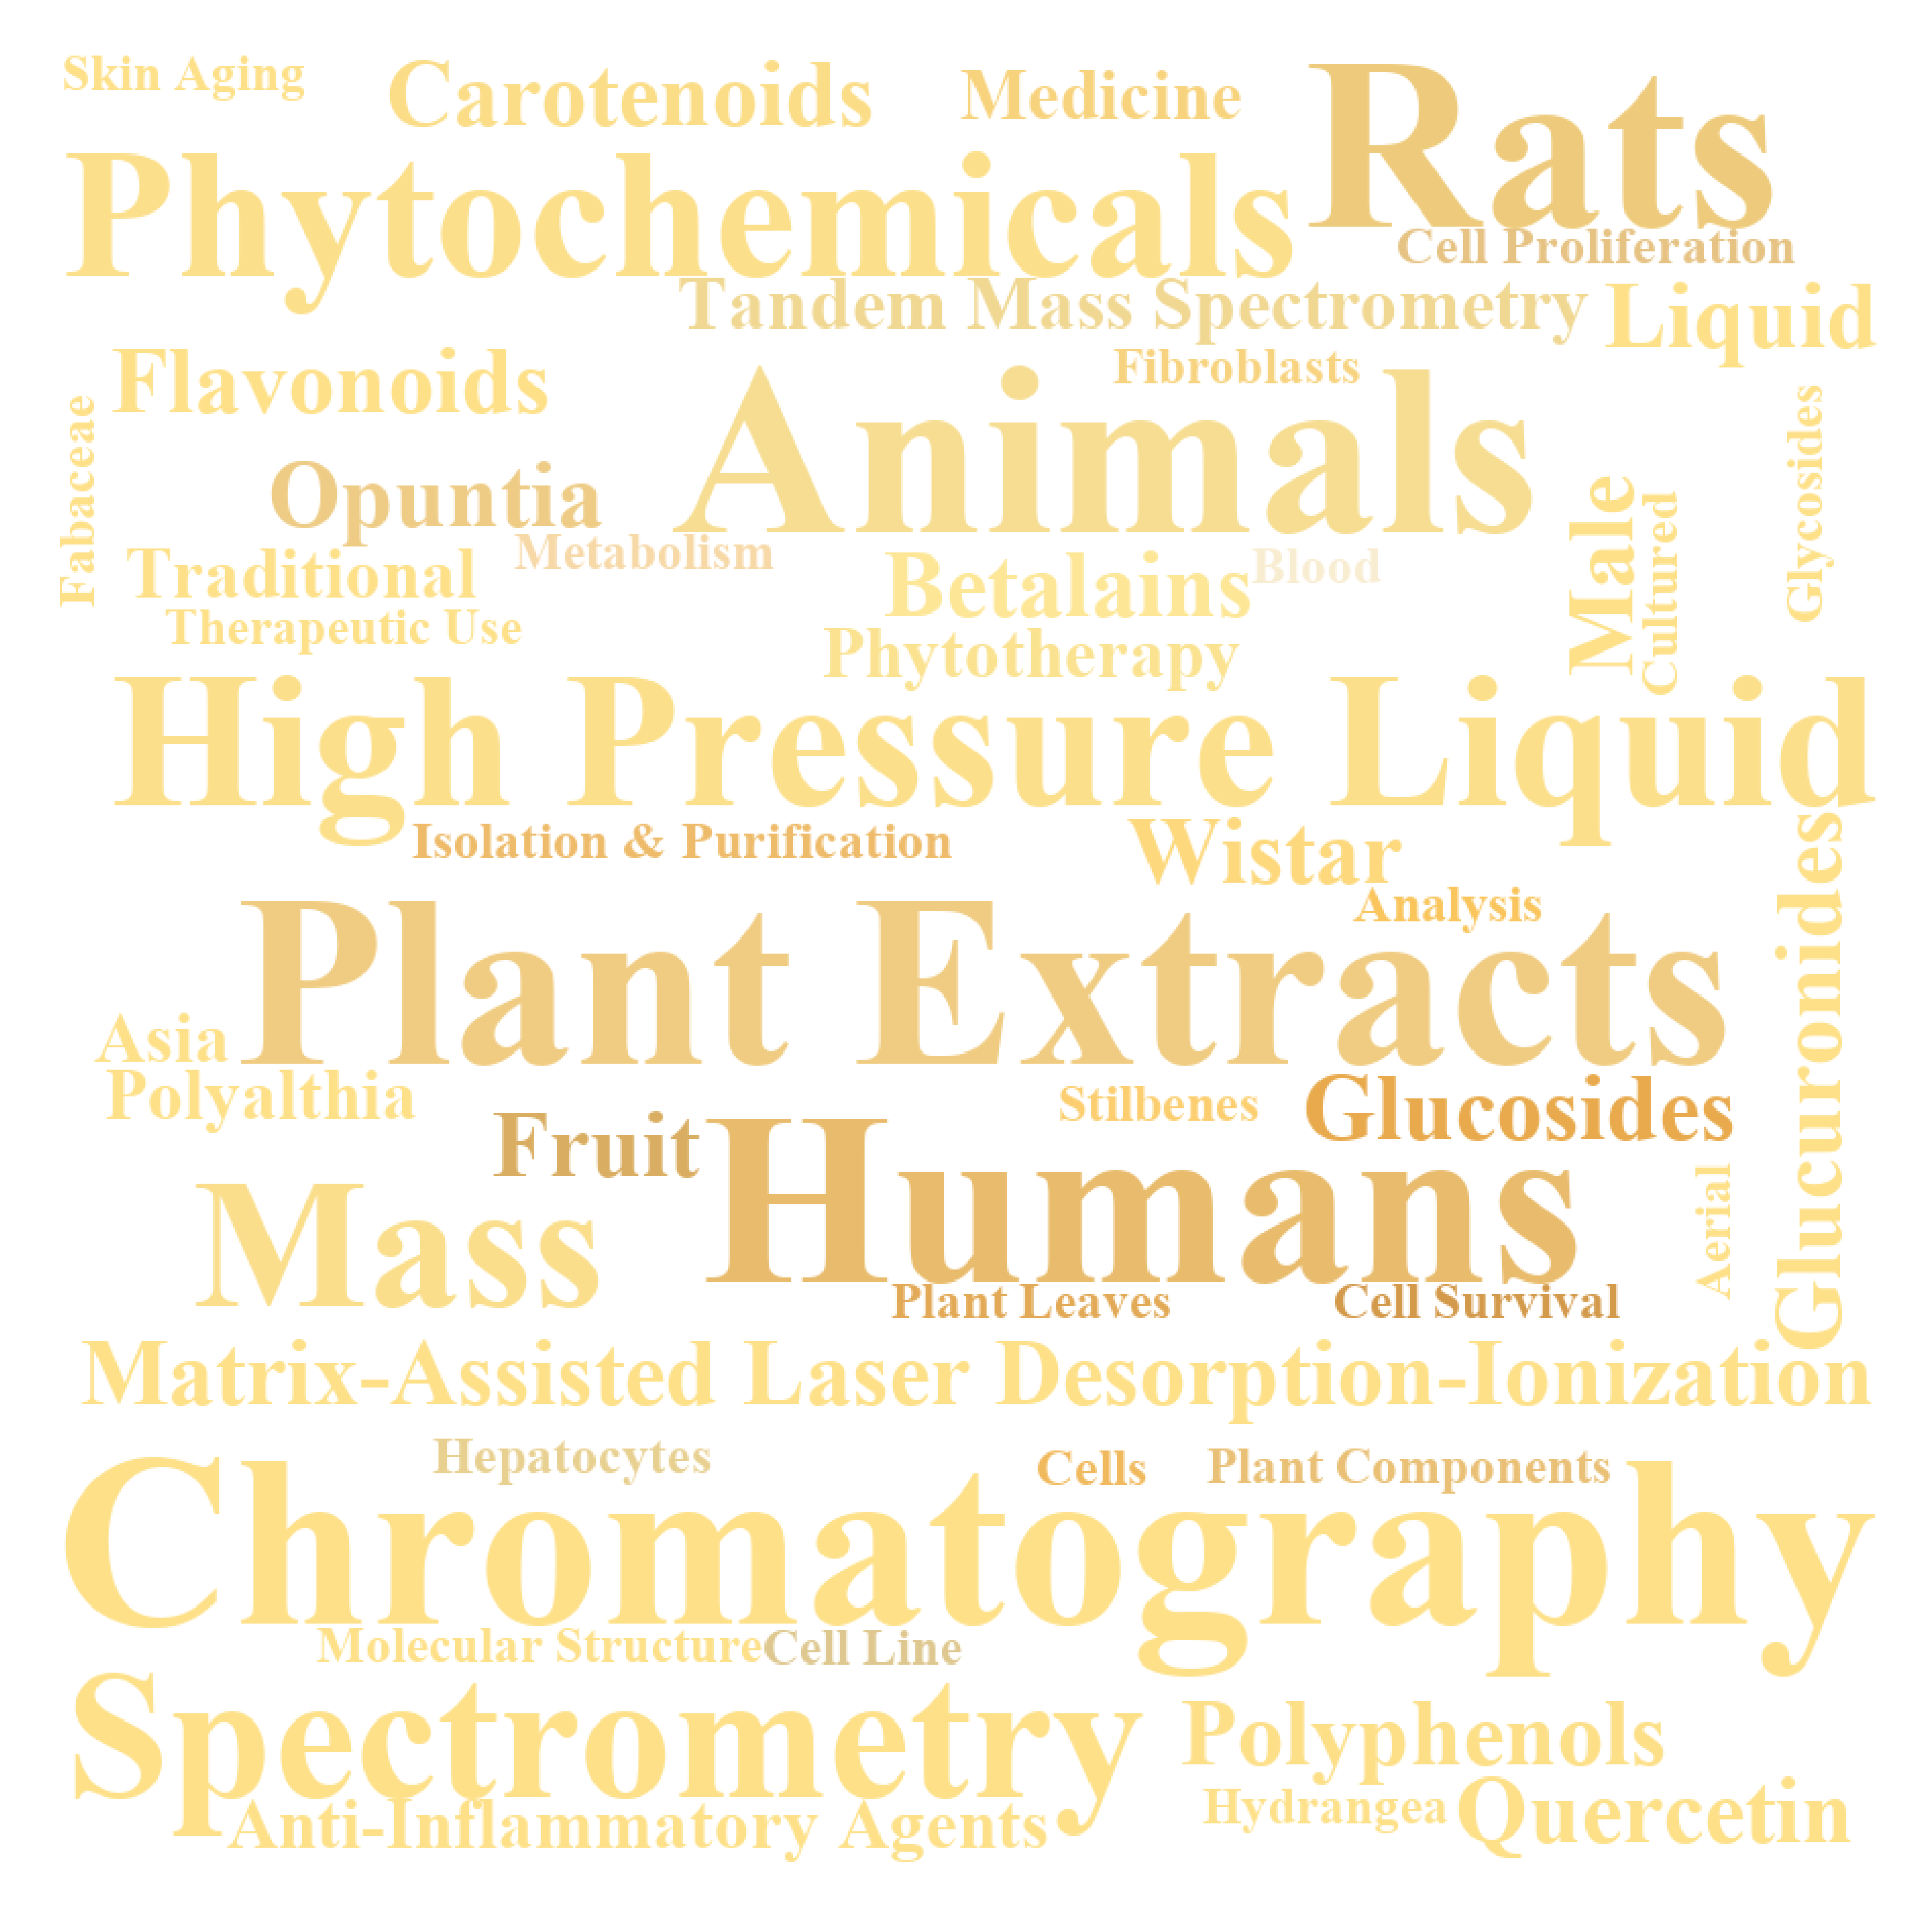 Skin Aging
Carotenoids
Medicine
Rats
Phytochemicals
Cell Proliferation
Tandem Mass Spectrometry
Liquid
Flavonoids
Fibroblasts
Animals
Fabaceae
Glycosides
Opuntia
Male
Cultured
Metabolism
Traditional
Betalains
Blood
Therapeutic Use
Phytotherapy
High Pressure Liquid
Isolation & Purification
Wistar
Analysis
Glucuronides
Plant Extracts
Asia
Polyalthia
Stilbenes
Glucosides
Fruit
Humans
Aerial
Mass
Plant Leaves
Cell Survival
Matrix-Assisted Laser Desorption-Ionization
Hepatocytes
Cells
Plant Components
Chromatography
Molecular Structure
Cell Line
Spectrometry
Polyphenols
Hydrangea
Quercetin
Anti-Inflammatory Agents